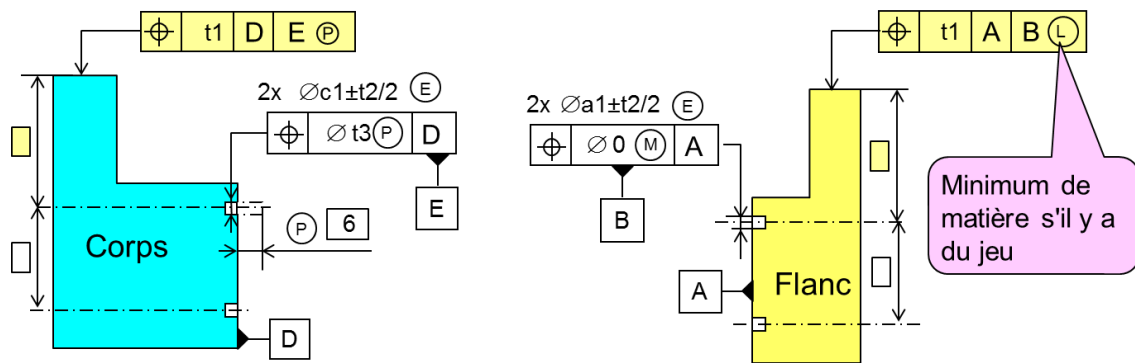 ⌖ t1 D E Ⓟ
2x ∅c1±t2/2 Ⓔ
⌖ ∅ t3 Ⓟ D
E
Ⓟ 6
Corps
D
⌖ t1 A B Ⓛ
2x ∅a1±t2/2 Ⓔ
⌖ ∅ 0 Ⓜ A
B
A
Flanc
Minimum de
matière s'il y a
du jeu